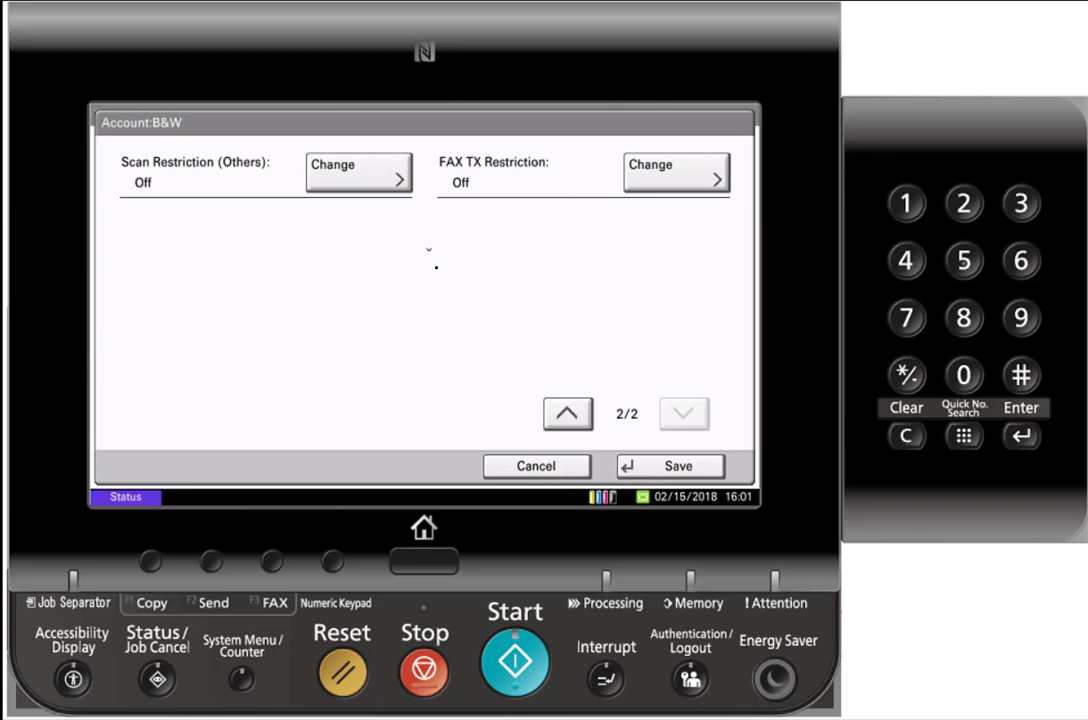 Account:B&W
Scan Restriction (Others):
Off
Change
FAX TX Restriction:
Off
Change
2/2
Cancel
Save
Status
02/15/2018 16:01
1 2 3
4 5 6
7 8 9
*/. 0 #
Clear Quick No. Search Enter
C
Job Separator
F1 Copy F2 Send F3 FAX
Numeric Keypad
Start
Processing
Memory
! Attention
Accessibility Display
Status/ Job Cancel
System Menu/ Counter
Reset
Stop
Interrupt
Authentication/ Logout
Energy Saver